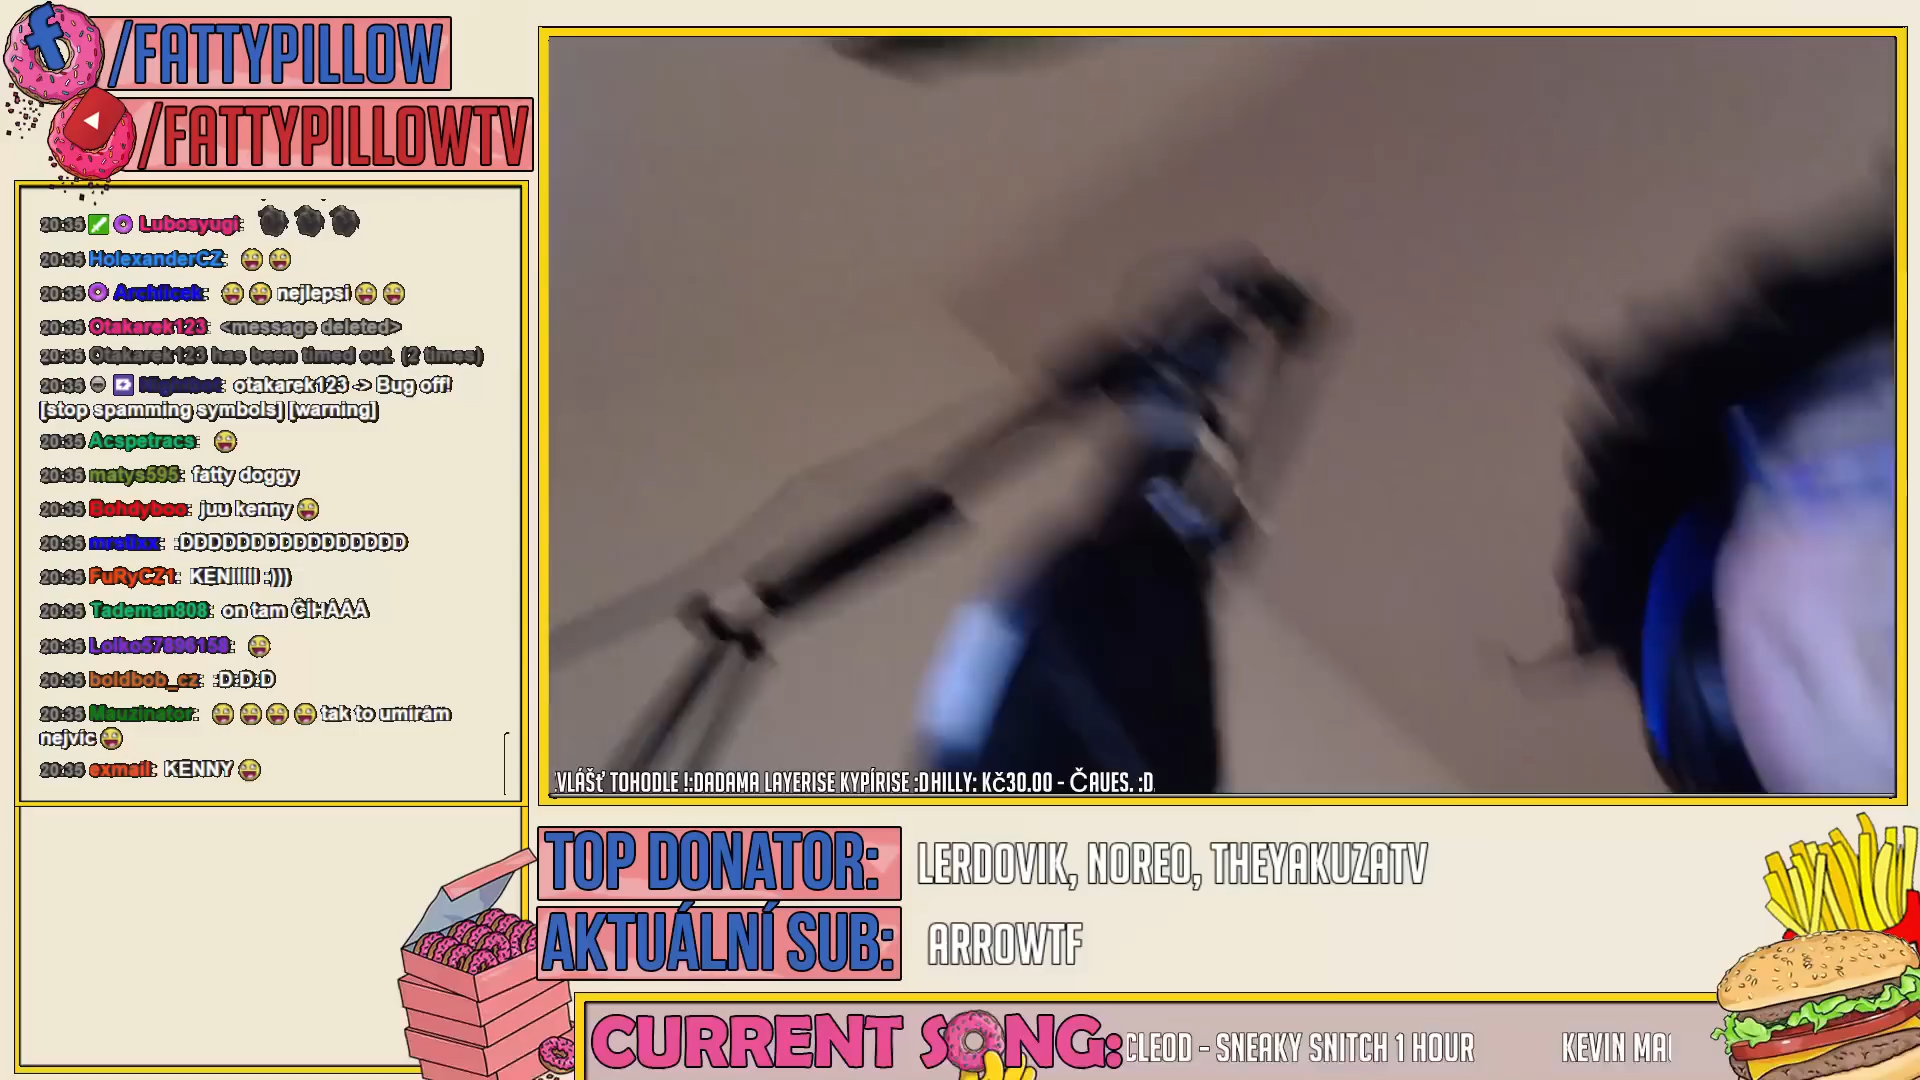 /FATTYPILLOW
/FATTYPILLOWTV
20:35 Lubosyugi:
20:35 HolexanderCZ:
20:35 Archiicek: nejlepsi
20:35 Otakarek123: <message deleted>
20:35 Otakarek123 has been timed out. (2 times)
20:35 Nightbot: otakarek123 -> Bug off!
[stop spamming symbols] [warning]
20:35 Acspetracs:
20:35 matys595: fatty doggy
20:35 Bohdyboo: juu kenny
20:35 :DDDDDDDDDDDDDDDD
20:35 FuRyCZ1: KENIIIII :)))
20:35 Tademan808: on tam ČÍHÁÁÁ
20:35
20:35 boldbob_cz: :D:D:D
20:35 Mauzinator: tak to umírám
nejvíc
20:35 exmail: KENNY
VLÁŠť TOHODLE !:DADAMA LAYERISE KYPÍRISE :DHILLY: Kč30.00 - ČAUES. :D
TOP DONATOR: LERDOVIK, NOREO, THEYAKUZATV
AKTUÁLNÍ SUB: ARROWTF
CURRENT SONG: CLEOD - SNEAKY SNITCH 1 HOUR KEVIN MA